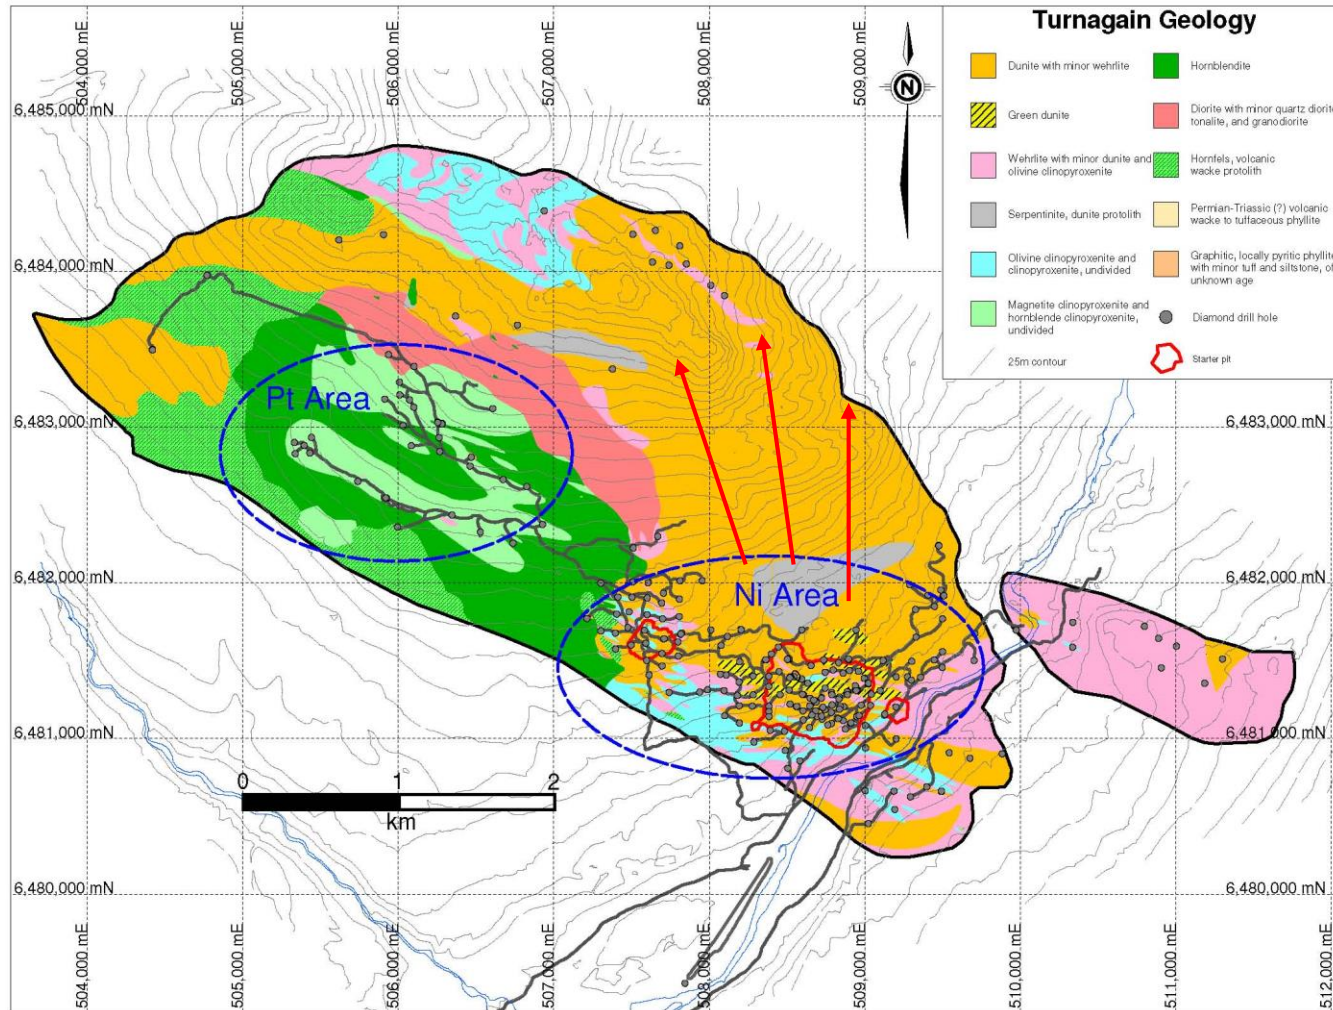 504,000 mE
505,000 mE
506,000 mE
507,000 mE
508,000 mE
509,000 mE
N
Turnagain Geology
Dunite with minor wehrlite
Hornblendite
Green dunite
Diorite with minor quartz diorite
tonalite, and granodiorite
Wehrlite with minor dunite and
olivine clinopyroxenite
Hornfels, volcanic
wacke protolith
Serpentinite, dunite protolith
Permian-Triassic (?) volcanic
wacke to tuffaceous phyllite
Olivine clinopyroxenite and
clinopyroxenite, undivided
Graphitic, locally pyritic phyllite
with minor tuff and siltstone, of
unknown age
Magnetite clinopyroxenite and
hornblende clinopyroxenite,
undivided
Diamond drill hole
25m contour
Starter pit
6,485,000 mN
6,484,000 mN
6,483,000 mN
6,483,000 mN
Pt Area
6,482,000 mN
6,482,000 mN
Ni Area
6,481,000 mN
6,481,000 mN
0 1 2
km
6,480,000 mN
6,480,000 mN
504,000 mE
505,000 mE
506,000 mE
507,000 mE
508,000 mE
509,000 mE
510,000 mE
511,000 mE
512,000 mE